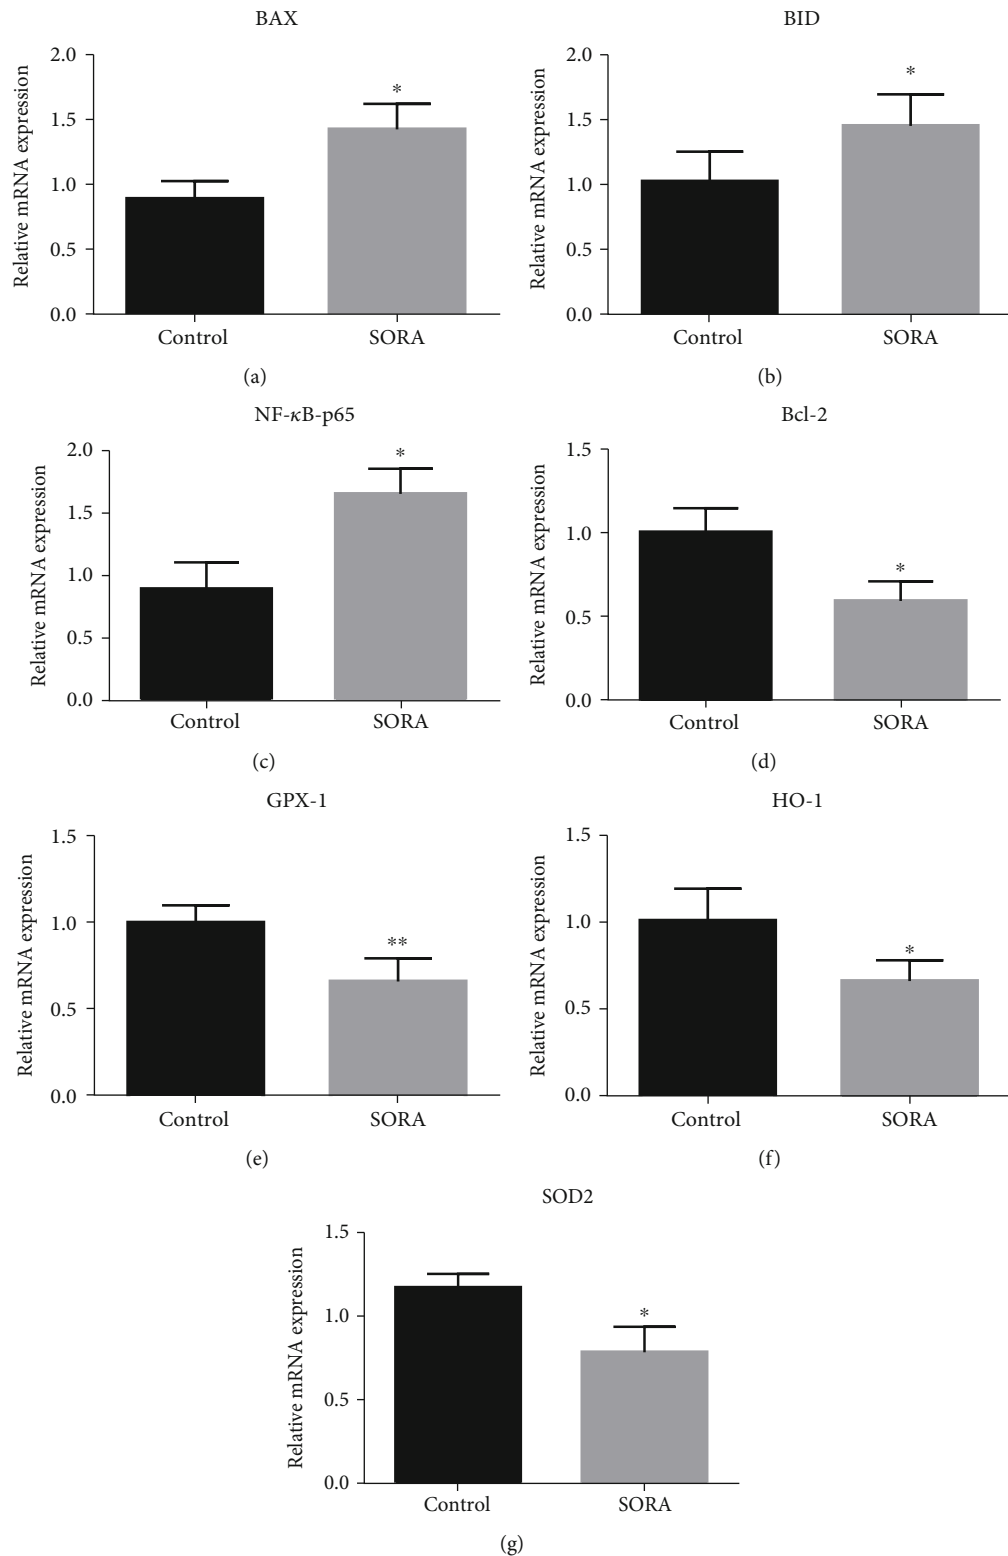 BAX
Relative mRNA expression
2.0
1.5
1.0
0.5
0.0
*
Control
SORA
(a)
BID
Relative mRNA expression
2.0
1.5
1.0
0.5
0.0
*
Control
SORA
(b)
NF-κB-p65
Relative mRNA expression
2.0
1.5
1.0
0.5
0.0
*
Control
SORA
(c)
Bcl-2
Relative mRNA expression
1.5
1.0
0.5
0.0
*
Control
SORA
(d)
GPX-1
Relative mRNA expression
1.5
1.0
0.5
0.0
**
Control
SORA
(e)
HO-1
Relative mRNA expression
1.5
1.0
0.5
0.0
*
Control
SORA
(f)
SOD2
Relative mRNA expression
1.5
1.0
0.5
0.0
*
Control
SORA
(g)